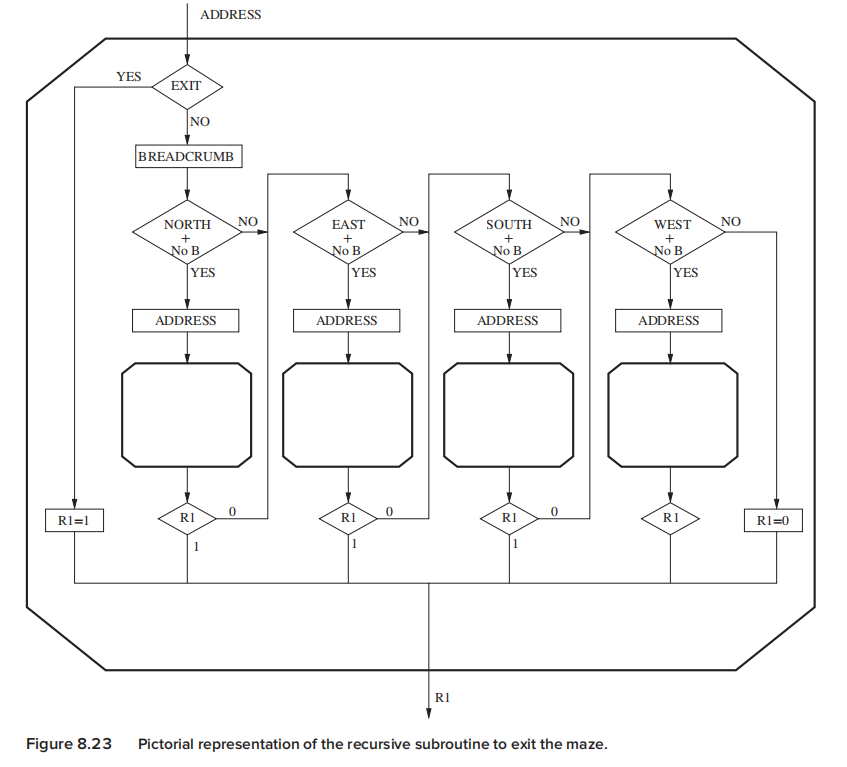 ADDRESS
YES
EXIT
NO
BREADCRUMB
NORTH
+
No B
NO
YES
ADDRESS
R1
0
1
EAST
+
No B
NO
YES
ADDRESS
R1
0
1
SOUTH
+
No B
NO
YES
ADDRESS
R1
0
1
WEST
+
No B
NO
YES
ADDRESS
R1
R1=1
R1=0
R1
Figure 8.23 Pictorial representation of the recursive subroutine to exit the maze.